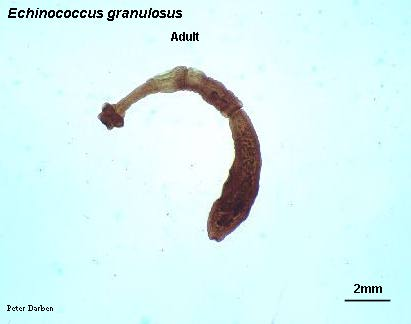 Echinococcus granulosus
Adult
2mm
Peter Darben